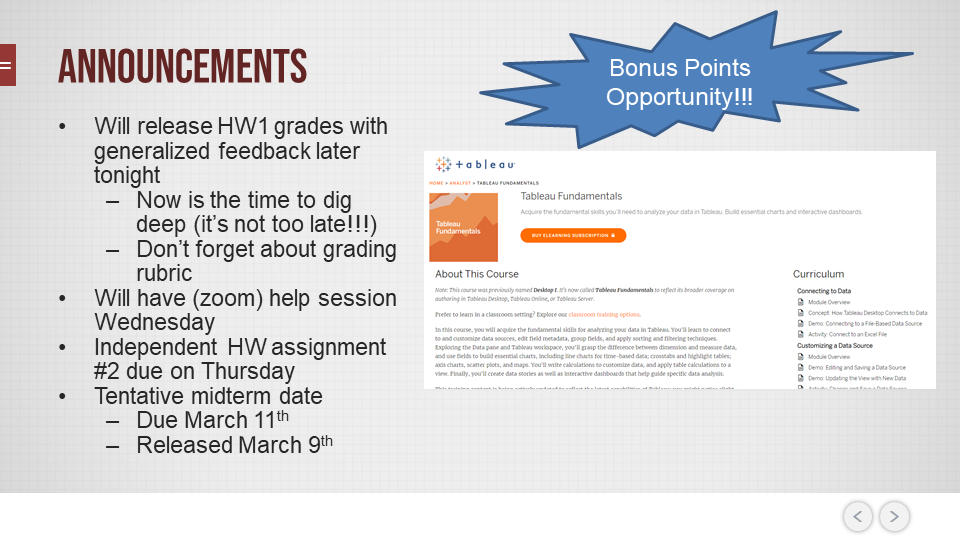 ANNOUNCEMENTS
Bonus Points
Opportunity!!!
• Will release HW1 grades with
generalized feedback later
tonight
– Now is the time to dig
deep (it's not too late!!!)
– Don't forget about grading
rubric
• Will have (zoom) help session
Wednesday
• Independent HW assignment
#2 due on Thursday
• Tentative midterm date
– Due March 11th
– Released March 9th
+ a b | e a u
HOME > ANALYST > TABLEAU FUNDAMENTALS
Tableau
Fundamentals
Tableau Fundamentals
Acquire the fundamental skills you'll need to analyze your data in Tableau. Build essential charts and interactive dashboards.
BUY ELEARNING SUBSCRIPTION
About This Course
Note: This course was previously named Desktop I. It's now called Tableau Fundamentals to reflect its broader coverage on
authoring in Tableau Desktop, Tableau Online, or Tableau Server.
Prefer to learn in a classroom setting? Explore our classroom training options.
In this course, you will acquire the fundamental skills for analyzing your data in Tableau. You'll learn to connect
to and customize data sources, edit field metadata, group fields, and apply sorting and filtering techniques.
Exploring the Data pane and Tableau workspace, you'll grasp the difference between dimension and measure data,
and use fields to build essential charts, including line charts for time-based data; crosstabs and highlight tables;
axis charts, scatter plots, and maps. You'll write calculations to customize data, and apply table calculations to a
view. Finally, you'll create data stories as well as interactive dashboards that help guide specific data analysis.
Curriculum
Connecting to Data
Module Overview
Concept: How Tableau Desktop Connects to Data
Demo: Connecting to a File-Based Data Source
Activity: Connect to an Excel File
Customizing a Data Source
Module Overview
Demo: Editing and Saving a Data Source
Demo: Updating the View with New Data